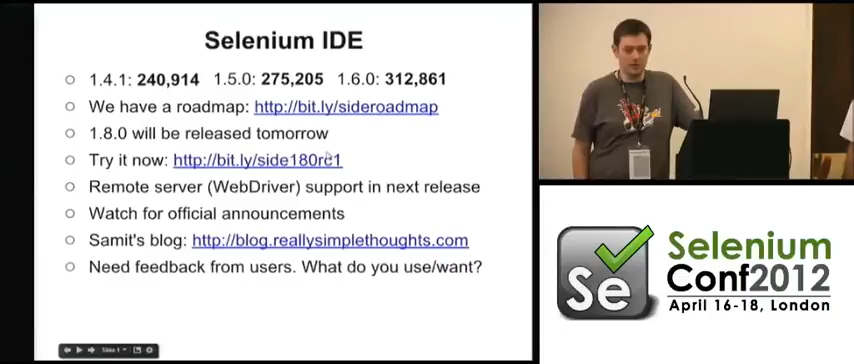 Selenium IDE
1.4.1: 240,914 1.5.0: 275,205 1.6.0: 312,861
We have a roadmap: http://bit.ly/sideroadmap
1.8.0 will be released tomorrow
Try it now: http://bit.ly/side180rc1
Remote server (WebDriver) support in next release
Watch for official announcements
Samit's blog: http://blog.reallysimplethoughts.com
Need feedback from users. What do you use/want?
Slide 1
Se
Selenium
Conf2012
April 16-18, London